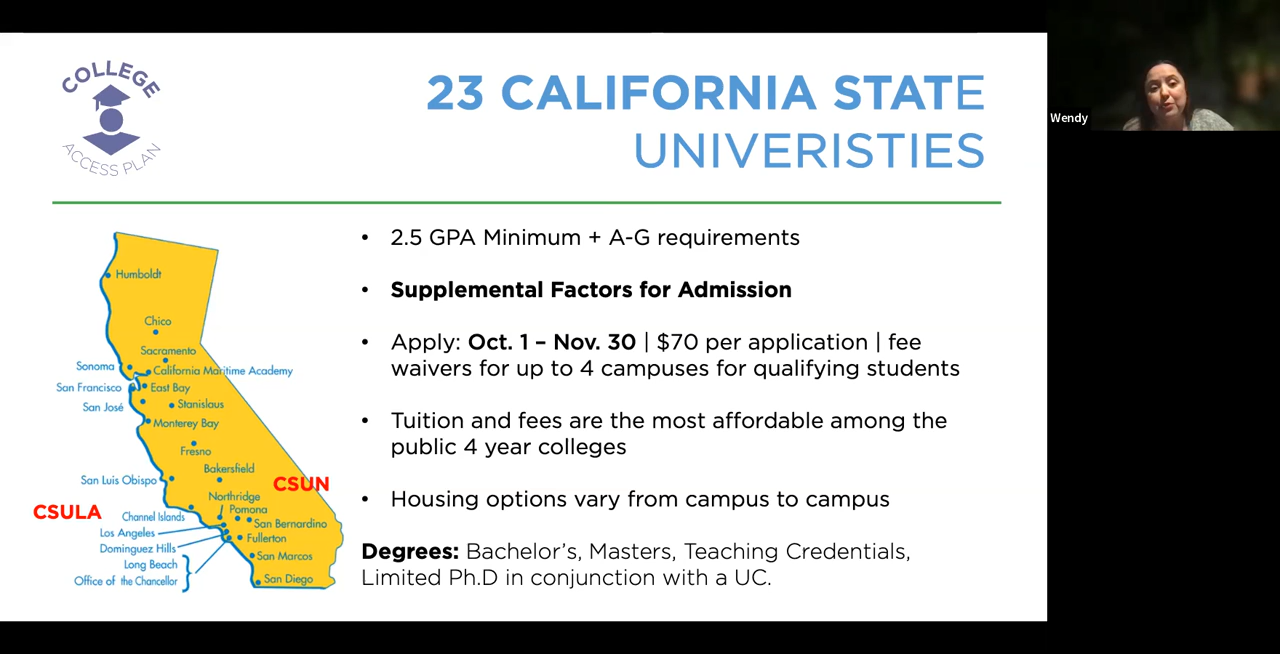 COLLEGE
ACCESS PLAN
23 CALIFORNIA STATE
UNIVERISTIES
Wendy
• 2.5 GPA Minimum + A-G requirements
• Supplemental Factors for Admission
• Apply: Oct. 1 – Nov. 30 | $70 per application | fee
waivers for up to 4 campuses for qualifying students
• Tuition and fees are the most affordable among the
public 4 year colleges
• Housing options vary from campus to campus
Degrees: Bachelor's, Masters, Teaching Credentials,
Limited Ph.D in conjunction with a UC.
Humboldt
Chico
Sacramento
Sonoma
California Maritime Academy
San Francisco
East Bay
San José
Stanislaus
Monterey Bay
Fresno
Bakersfield
San Luis Obispo
CSUN
Northridge
CSULA
Pomona
Channel Islands
San Bernardino
Los Angeles
Fullerton
Dominguez Hills
San Marcos
Long Beach
Office of the Chancellor
San Diego